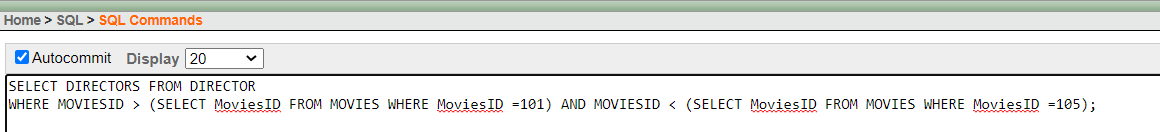 Home > SQL > SQL Commands
Autocommit Display 20
SELECT DIRECTORS FROM DIRECTOR
WHERE MOVIESID > (SELECT MoviesID FROM MOVIES WHERE MoviesID =101) AND MOVIESID < (SELECT MoviesID FROM MOVIES WHERE MoviesID =105);